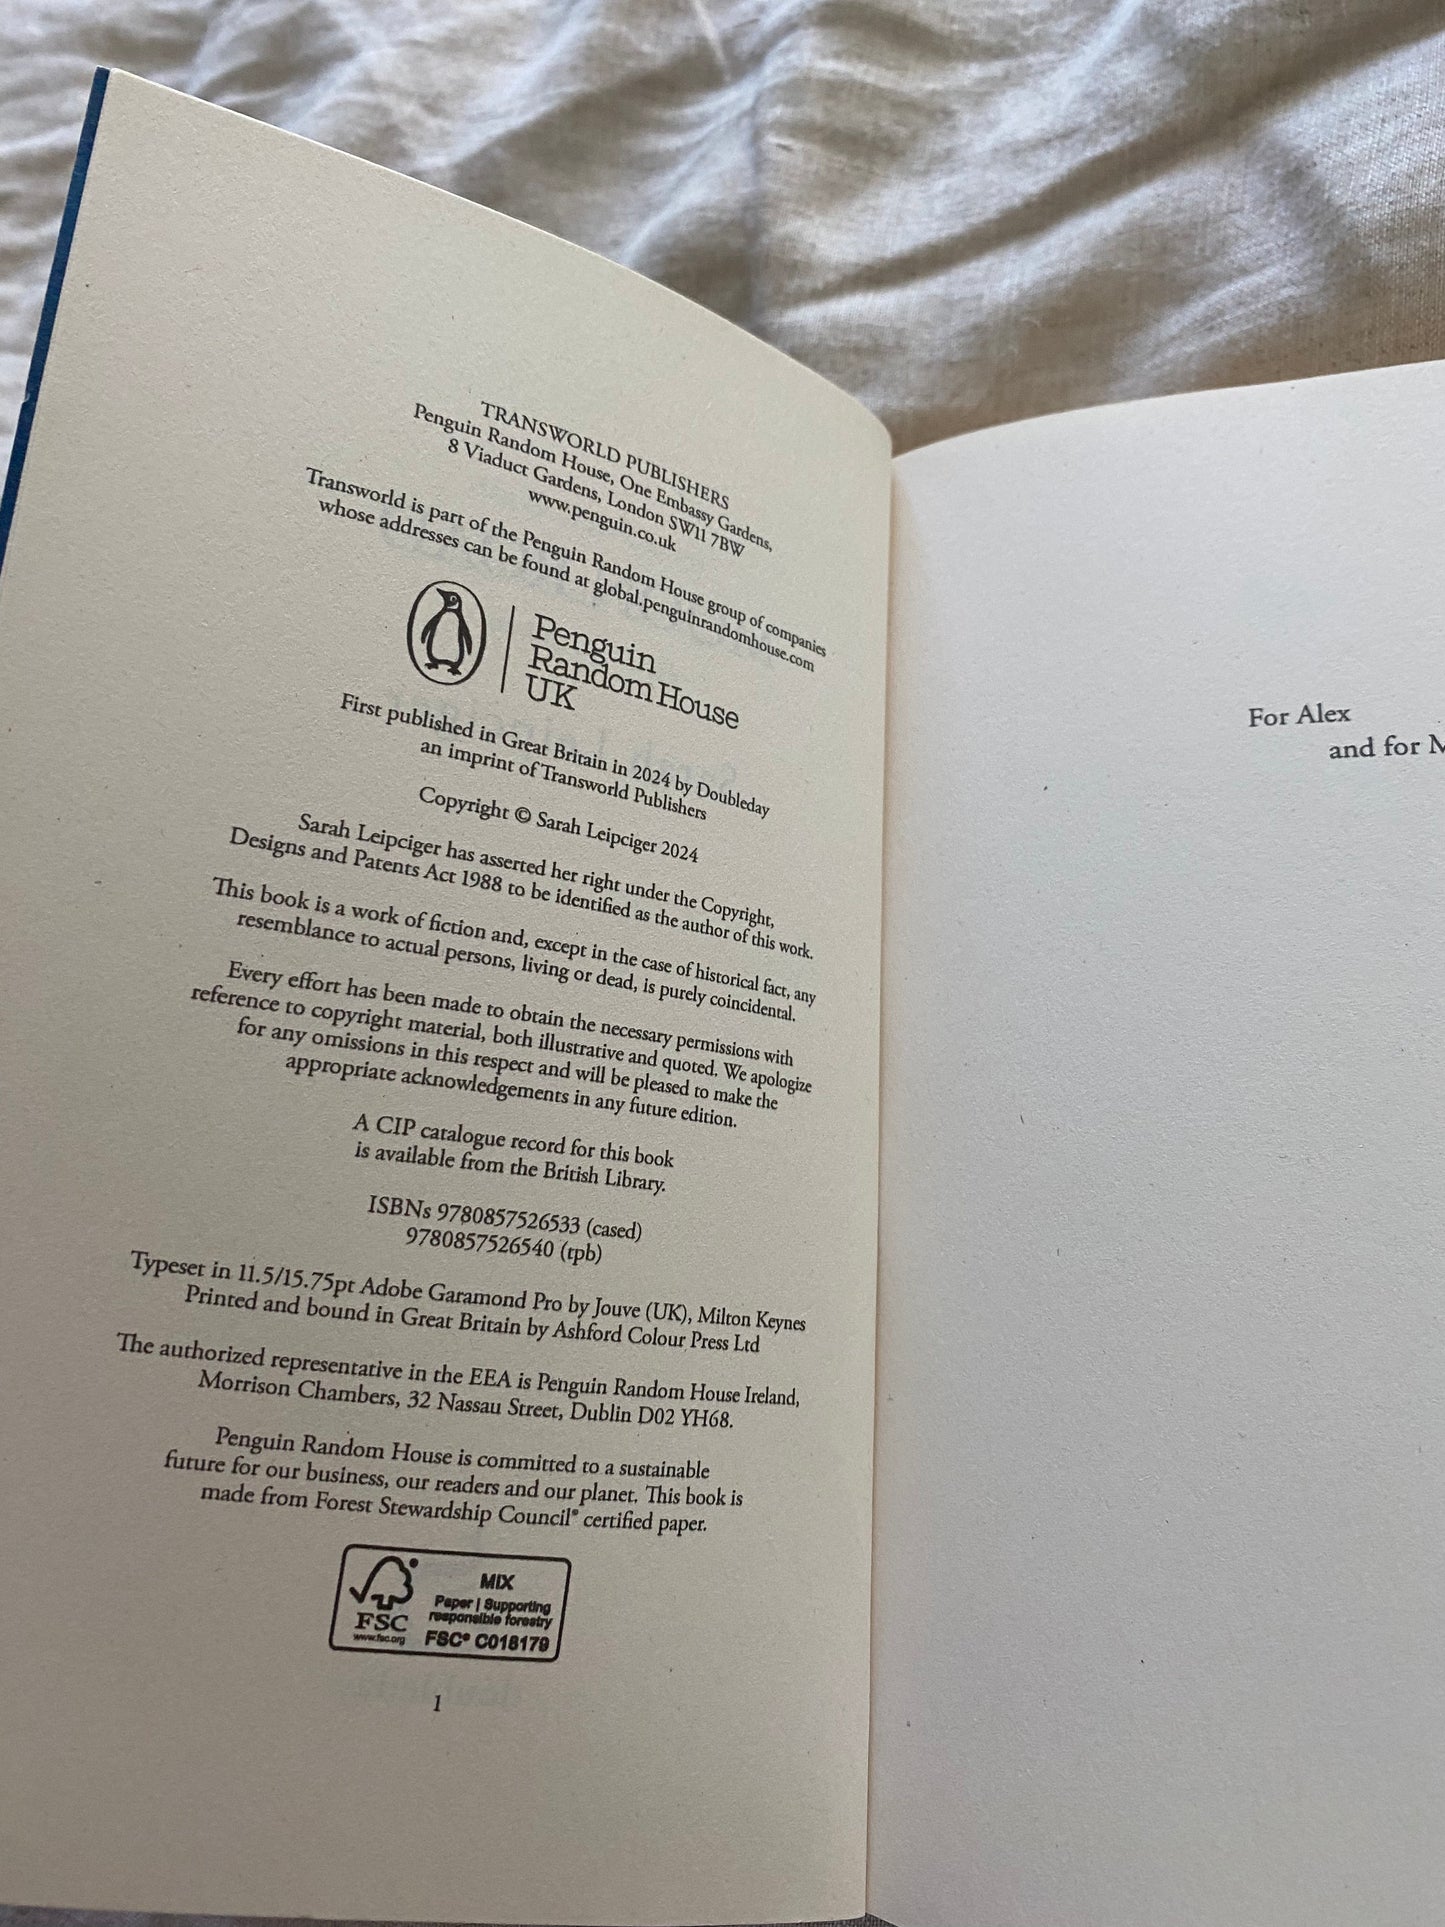 TRANSWORLD PUBLISHERS
Penguin Random House, One Embassy Gardens,
8 Viaduct Gardens, London SW11 7BW
www.penguin.co.uk
Transworld is part of the Penguin Random House group of companies
whose addresses can be found at global.penguinrandomhouse.com
Penguin
Random House
UK
First published in Great Britain in 2024 by Doubleday
an imprint of Transworld Publishers
Copyright © Sarah Leipciger 2024
Sarah Leipciger has asserted her right under the Copyright,
Designs and Patents Act 1988 to be identified as the author of this work.
This book is a work of fiction and, except in the case of historical fact, any
resemblance to actual persons, living or dead, is purely coincidental.
Every effort has been made to obtain the necessary permissions with
reference to copyright material, both illustrative and quoted. We apologize
for any omissions in this respect and will be pleased to make the
appropriate acknowledgements in any future edition.
A CIP catalogue record for this book
is available from the British Library.
ISBNs 9780857526533 (cased)
9780857526540 (tpb)
Typeset in 11.5/15.75pt Adobe Garamond Pro by Jouve (UK), Milton Keynes
Printed and bound in Great Britain by Ashford Colour Press Ltd
The authorized representative in the EEA is Penguin Random House Ireland,
Morrison Chambers, 32 Nassau Street, Dublin D02 YH68.
Penguin Random House is committed to a sustainable
future for our business, our readers and our planet. This book is
made from Forest Stewardship Council® certified paper.
FSC
www.fsc.org
MIX
Paper | Supporting
responsible forestry
FSC® C018179
1
For Alex
and for